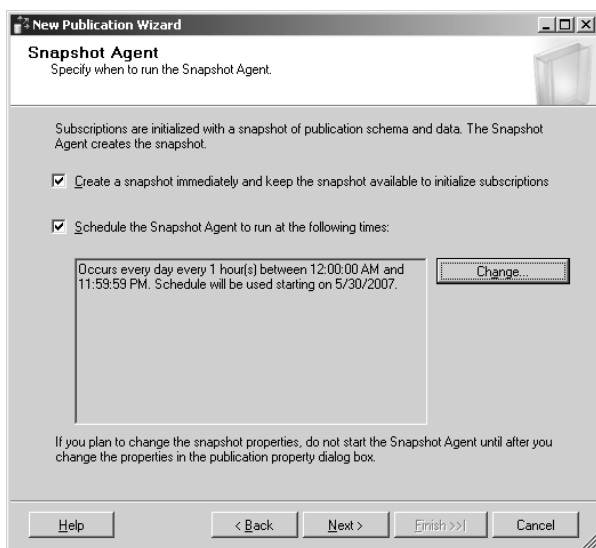 New Publication Wizard
Snapshot Agent
Specify when to run the Snapshot Agent.
Subscriptions are initialized with a snapshot of publication schema and data. The Snapshot
Agent creates the snapshot.
Create a snapshot immediately and keep the snapshot available to initialize subscriptions
Schedule the Snapshot Agent to run at the following times:
Occurs every day every 1 hour(s) between 12:00:00 AM and
11:59:59 PM. Schedule will be used starting on 5/30/2007.
Change...
If you plan to change the snapshot properties, do not start the Snapshot Agent until after you
change the properties in the publication property dialog box.
Help
< Back
Next >
Finish >>|
Cancel